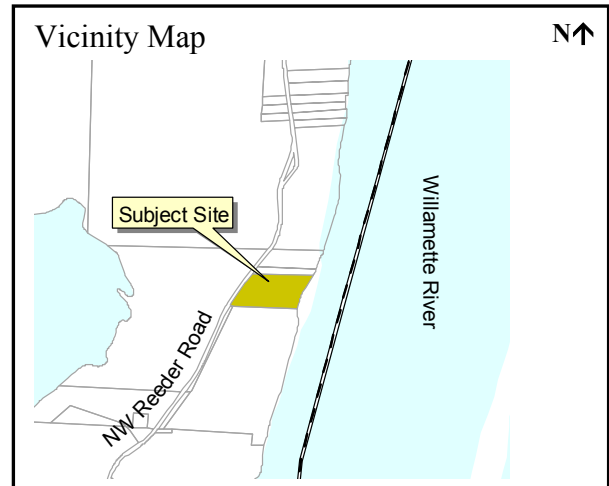 Vicinity Map
N↑
Subject Site
Willamette River
NW Reeder Road